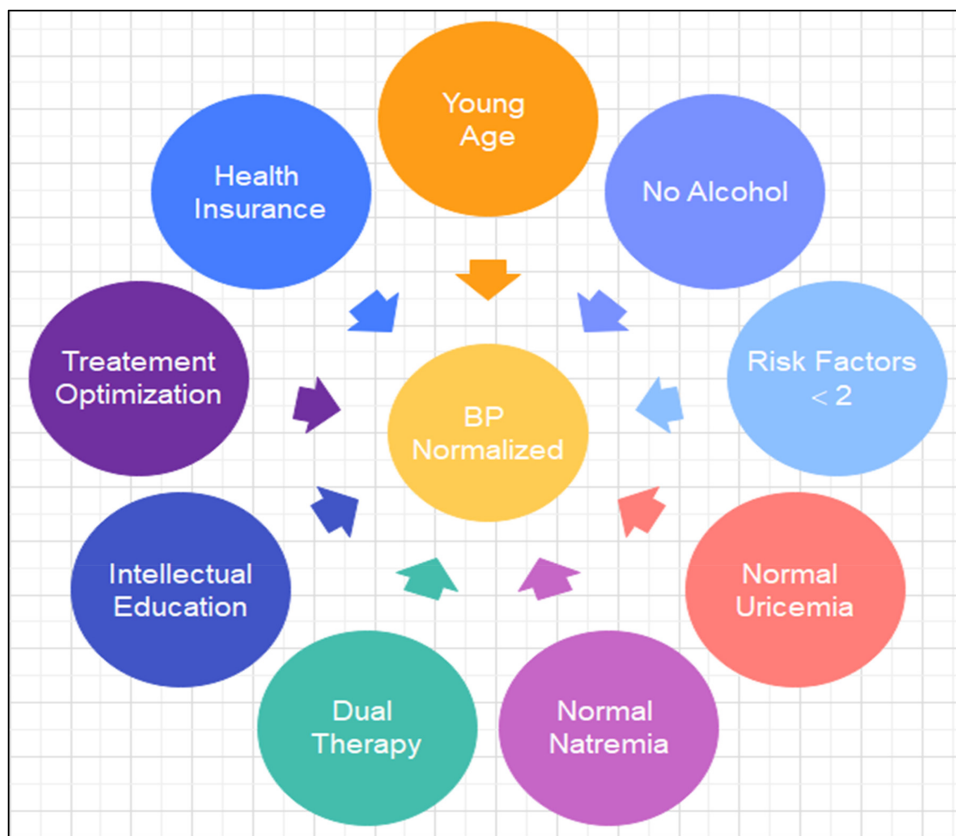 Young
Age
Health
Insurance
No Alcohol
Treatement
Optimization
BP
Normalized
Risk Factors
< 2
Intellectual
Education
Normal
Uricemia
Dual
Therapy
Normal
Natremia